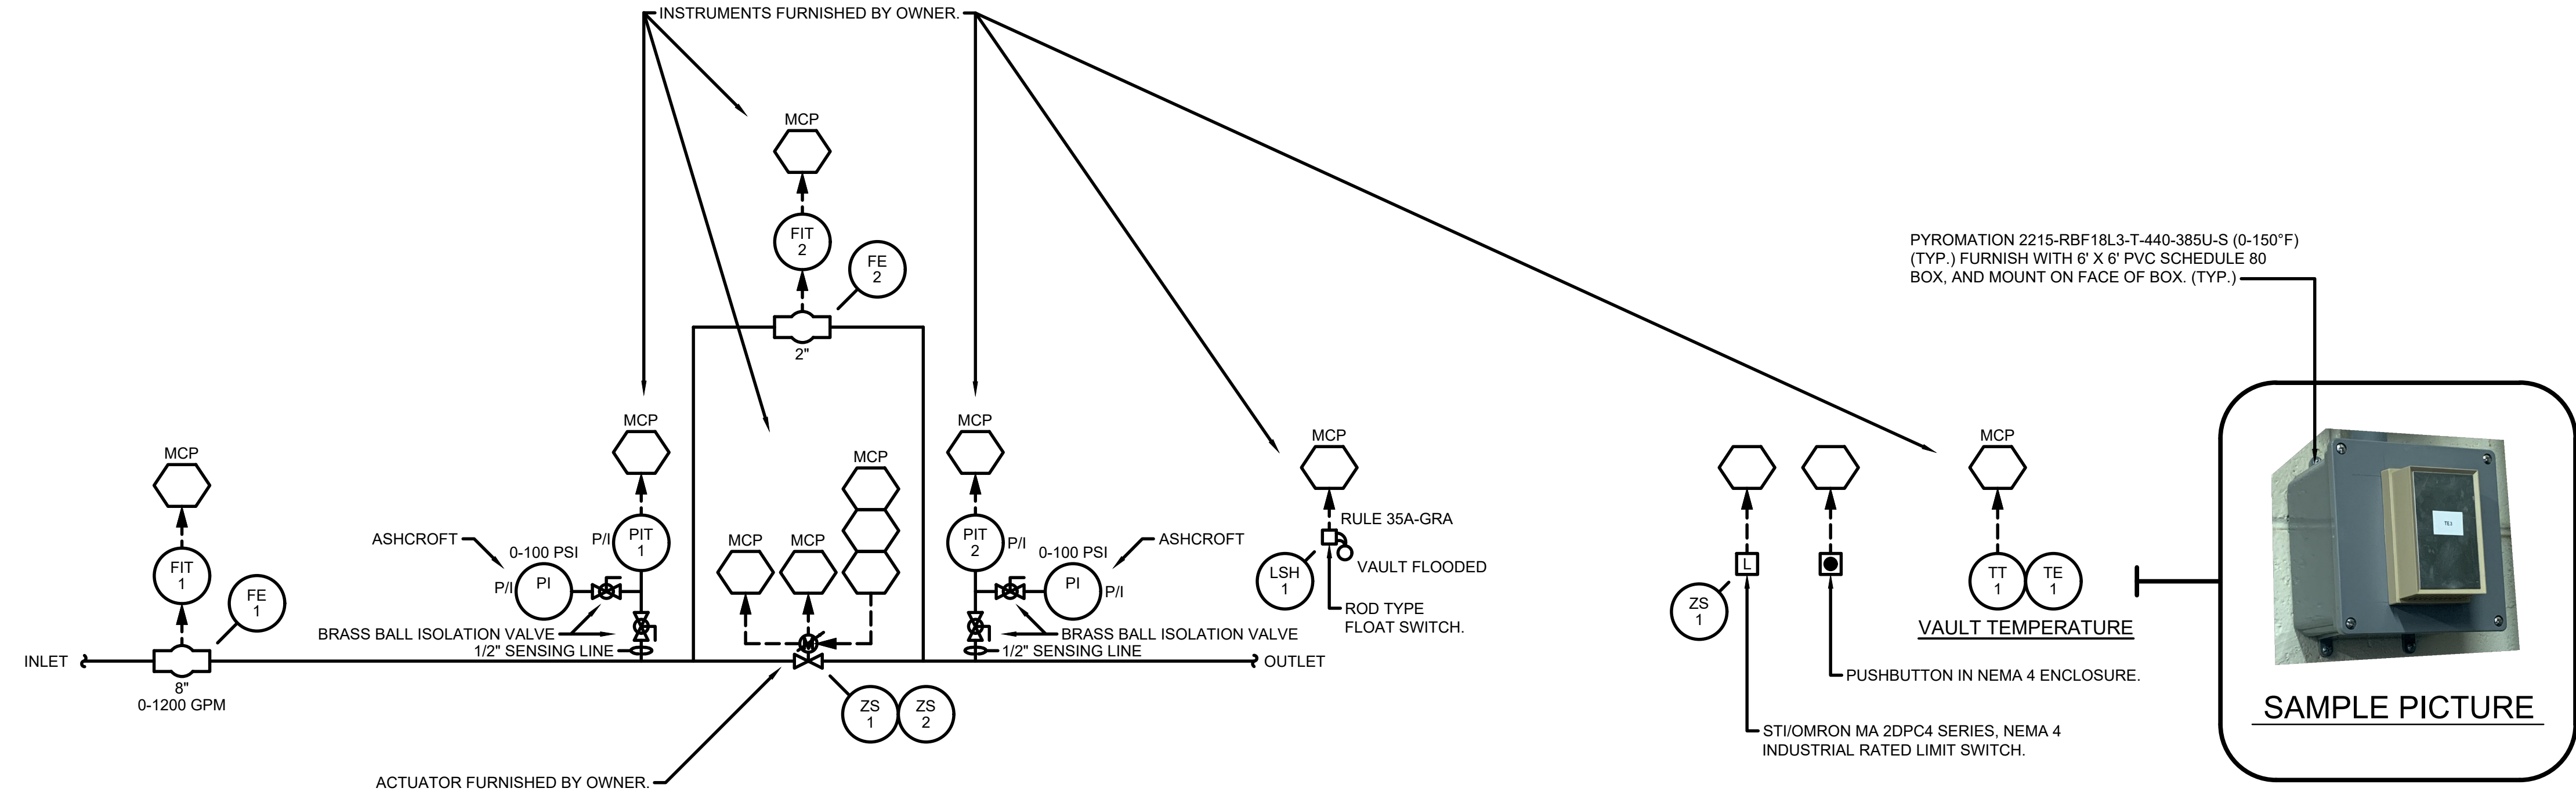 INSTRUMENTS FURNISHED BY OWNER.
MCP
FIT
2
FE
2
2"
PYROMATION 2215-RBF18L3-T-440-385U-S (0-150°F)
(TYP.) FURNISH WITH 6' X 6' PVC SCHEDULE 80
BOX, AND MOUNT ON FACE OF BOX. (TYP.)
MCP
FIT
1
FE
1
INLET
8"
0-1200 GPM
MCP
PIT
1
P/I
ASHCROFT
0-100 PSI
P/I
PI
BRASS BALL ISOLATION VALVE
1/2" SENSING LINE
MCP
MCP
MCP
M
ZS
1
ZS
2
ACTUATOR FURNISHED BY OWNER.
MCP
PIT
2
P/I
0-100 PSI
ASHCROFT
PI
P/I
BRASS BALL ISOLATION VALVE
1/2" SENSING LINE
OUTLET
MCP
RULE 35A-GRA
LSH
1
VAULT FLOODED
ROD TYPE
FLOAT SWITCH.
L
ZS
1
STI/OMRON MA 2DPC4 SERIES, NEMA 4
INDUSTRIAL RATED LIMIT SWITCH.
PUSHBUTTON IN NEMA 4 ENCLOSURE.
MCP
TT
1
TE
1
VAULT TEMPERATURE
SAMPLE PICTURE